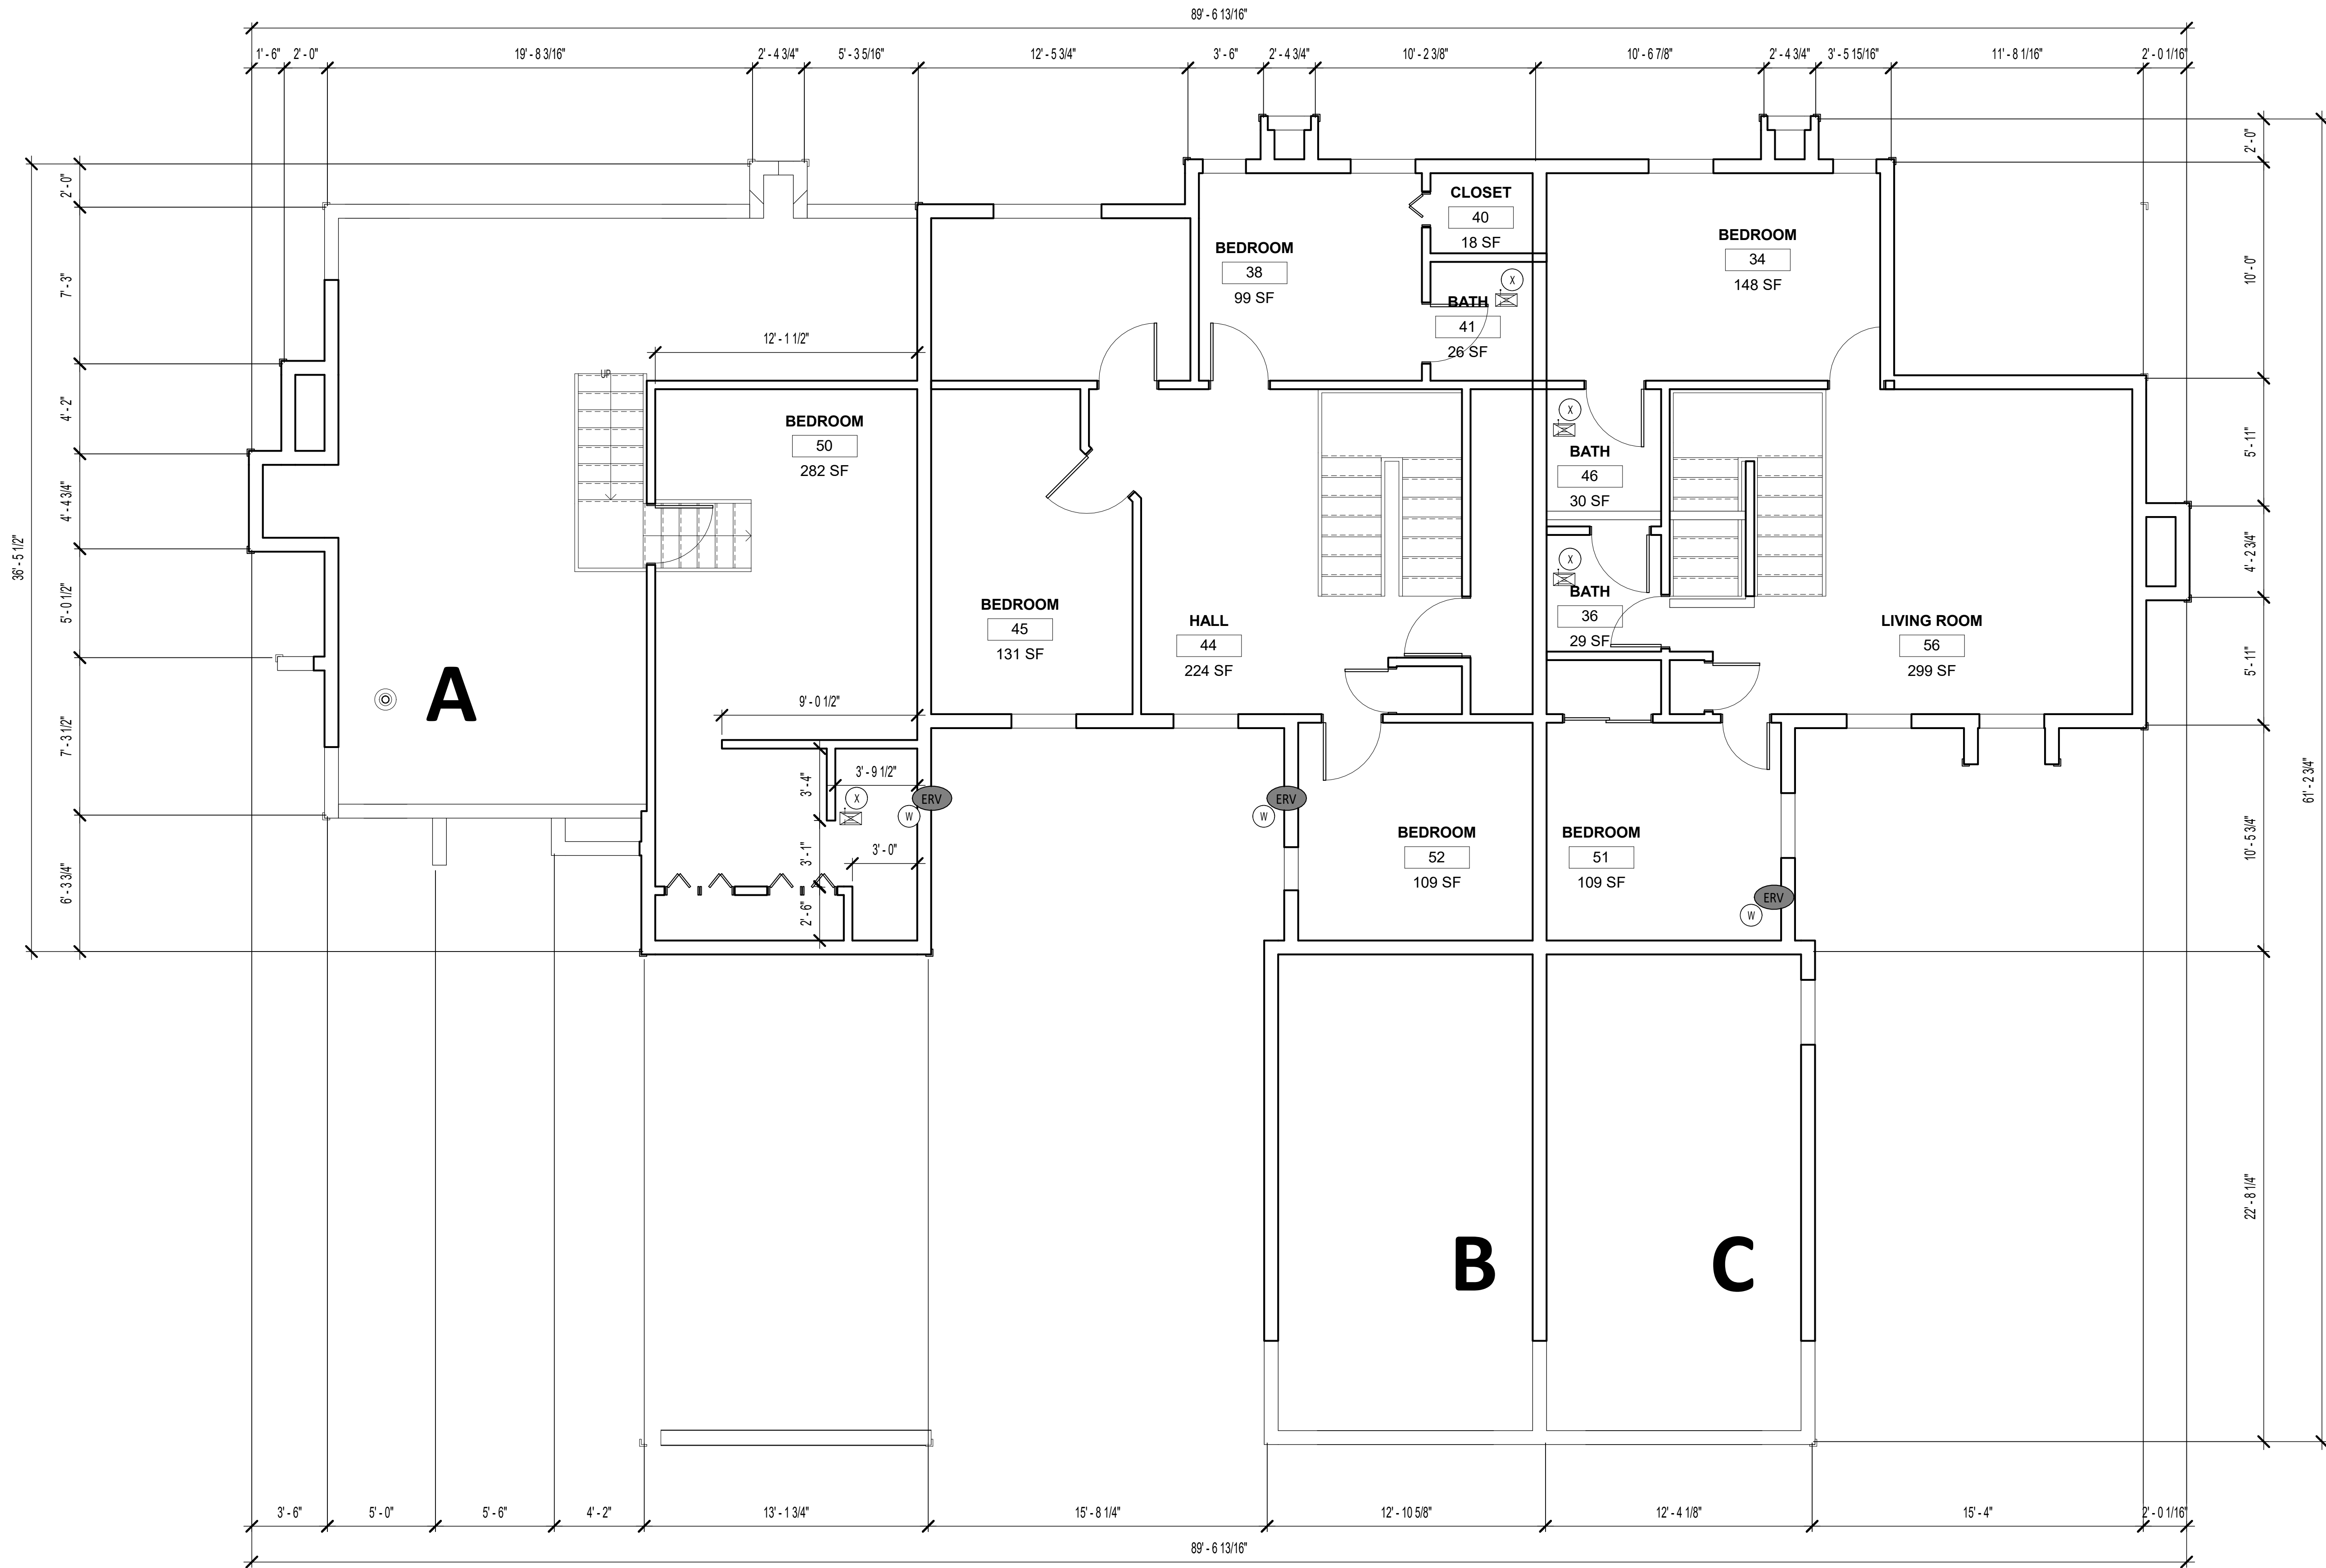 89' - 6 13/16"
1' - 6"
2' - 0"
19' - 8 3/16"
2' - 4 3/4"
5' - 3 5/16"
12' - 5 3/4"
3' - 6"
2' - 4 3/4"
10' - 2 3/8"
10' - 6 7/8"
2' - 4 3/4"
3' - 5 15/16"
11' - 8 1/16"
2' - 0 1/16"
36' - 5 1/2"
2' - 0"
7' - 3"
4' - 2"
4' - 4 3/4"
5' - 0 1/2"
7' - 3 1/2"
6' - 3 3/4"
CLOSET
40
18 SF
BEDROOM
38
99 SF
BEDROOM
34
148 SF
X
BATH
41
26 SF
12' - 1 1/2"
UP
BEDROOM
50
282 SF
X
BATH
46
30 SF
X
BATH
36
29 SF
BEDROOM
45
131 SF
HALL
44
224 SF
LIVING ROOM
56
299 SF
A
9' - 0 1/2"
3' - 4"
3' - 9 1/2"
X
ERV
W
ERV
W
3' - 1"
3' - 0"
2' - 6"
BEDROOM
52
109 SF
BEDROOM
51
109 SF
ERV
W
B
C
2' - 0"
10' - 0"
5' - 11"
4' - 2 3/4"
5' - 11"
10' - 5 3/4"
22' - 8 1/4"
61' - 2 3/4"
3' - 6"
5' - 0"
5' - 6"
4' - 2"
13' - 1 3/4"
15' - 8 1/4"
12' - 10 5/8"
12' - 4 1/8"
15' - 4"
2' - 0 1/16"
89' - 6 13/16"